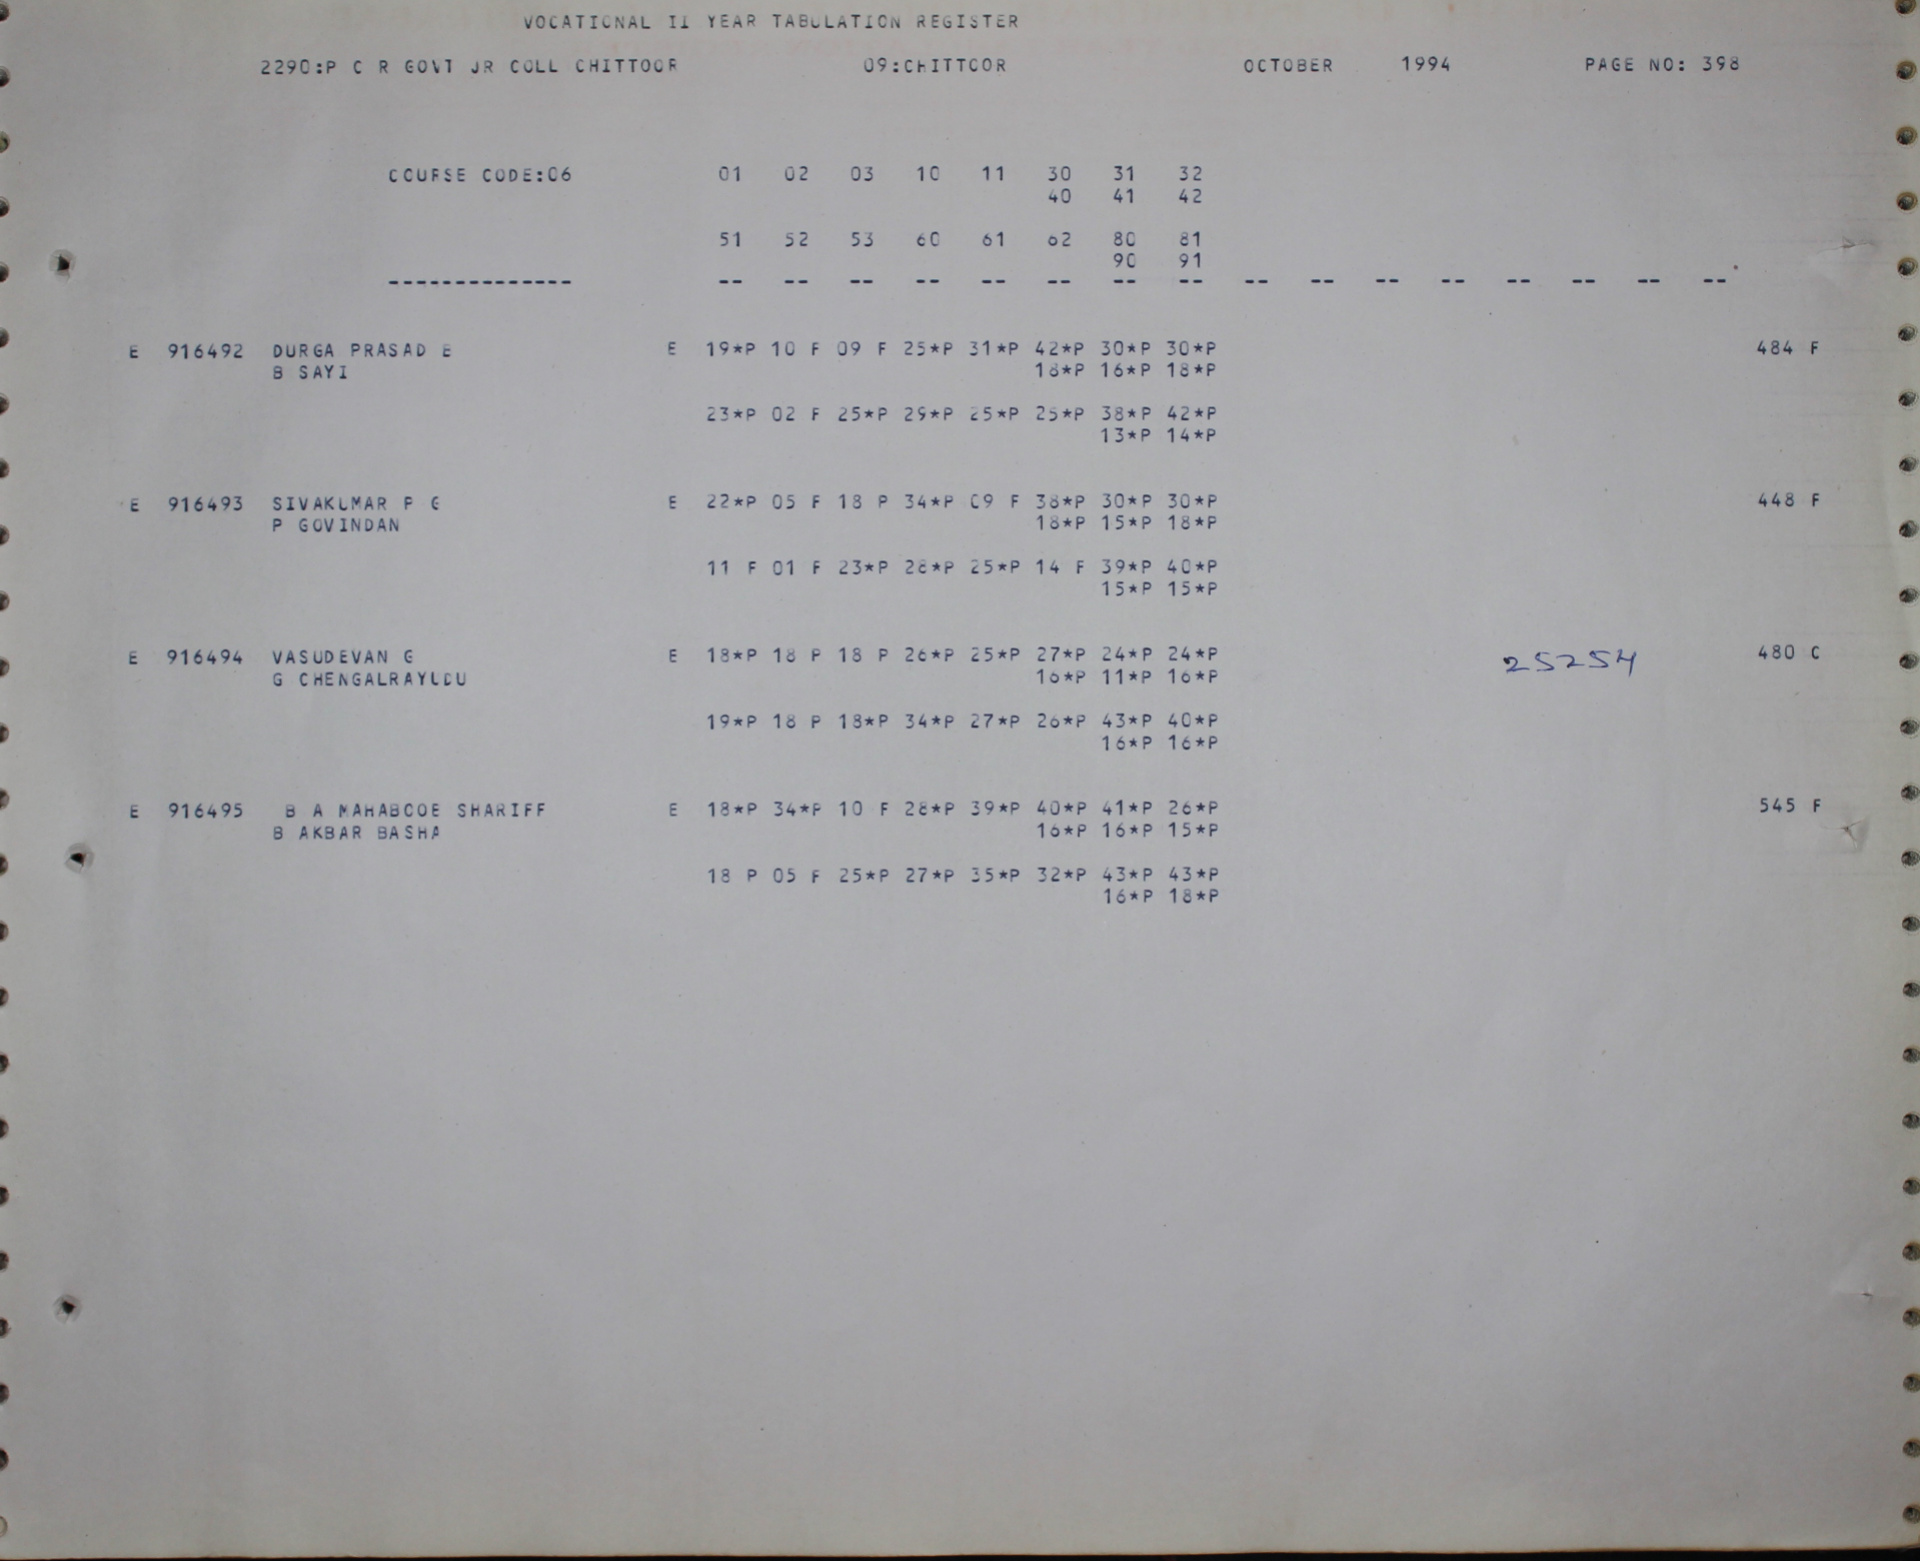 VOCATIONAL II YEAR TABULATION REGISTER
2290:P C R GOVT JR COLL CHITTOOR 09:CHITTOOR OCTOBER 1994 PAGE NO: 398
COURSE CODE:06 01 02 03 10 11 30 31 32
40 41 42
51 52 53 60 61 62 80 81
90 91
-------------- -- -- -- -- -- -- -- -- -- -- -- -- -- -- -- --
E 916492 DURGA PRASAD B E 19*P 10 F 09 F 25*P 31*P 42*P 30*P 30*P 484 F
B SAYI 18*P 16*P 18*P
23*P 02 F 25*P 29*P 25*P 25*P 38*P 42*P
13*P 14*P
E 916493 SIVAKUMAR P G E 22*P 05 F 18 P 34*P 09 F 38*P 30*P 30*P 448 F
P GOVINDAN 18*P 15*P 18*P
11 F 01 F 23*P 28*P 25*P 14 F 39*P 40*P
15*P 15*P
E 916494 VASUDEVAN G E 18*P 18 P 18 P 26*P 25*P 27*P 24*P 24*P 25254 480 C
G CHENGALRAYUDU 16*P 11*P 16*P
19*P 18 P 18*P 34*P 27*P 26*P 43*P 40*P
16*P 16*P
E 916495 B A MAHABOOE SHARIFF E 18*P 34*P 10 F 28*P 39*P 40*P 41*P 26*P 545 F
B AKBAR BASHA 16*P 16*P 15*P
18 P 05 F 25*P 27*P 35*P 32*P 43*P 43*P
16*P 18*P